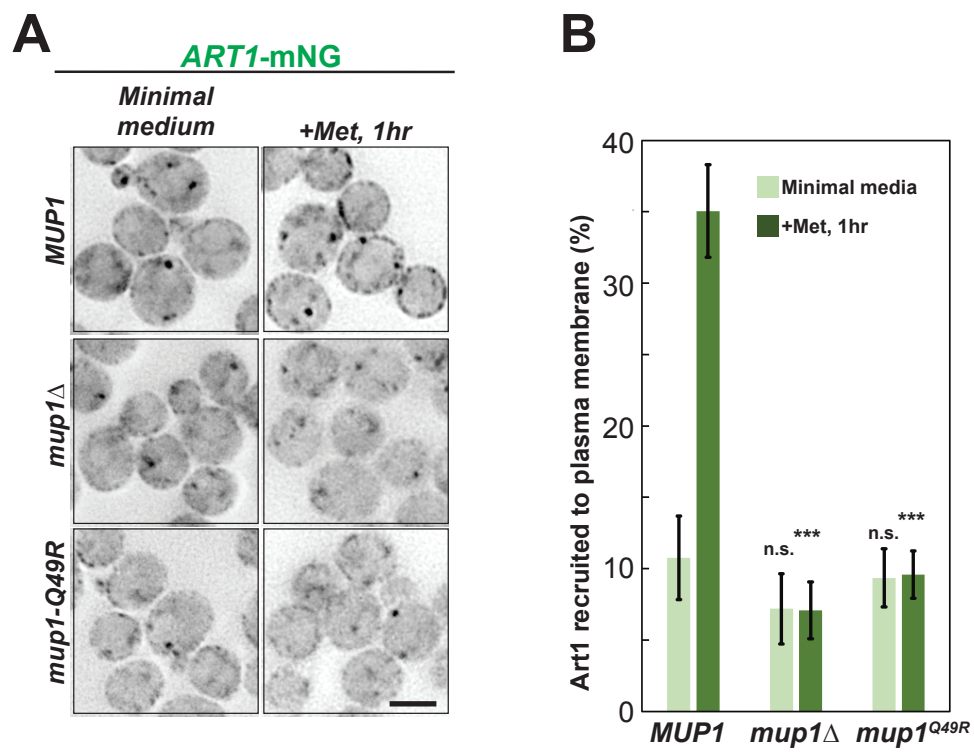 A
ART1-mNG
Minimal
medium
+Met, 1hr
MUP1
mup1Δ
mup1-Q49R
B
Art1 recruited to plasma membrane (%)
40
30
20
10
0
Minimal media
+Met, 1hr
n.s. ***
n.s. ***
MUP1 mup1Δ mup1Q49R